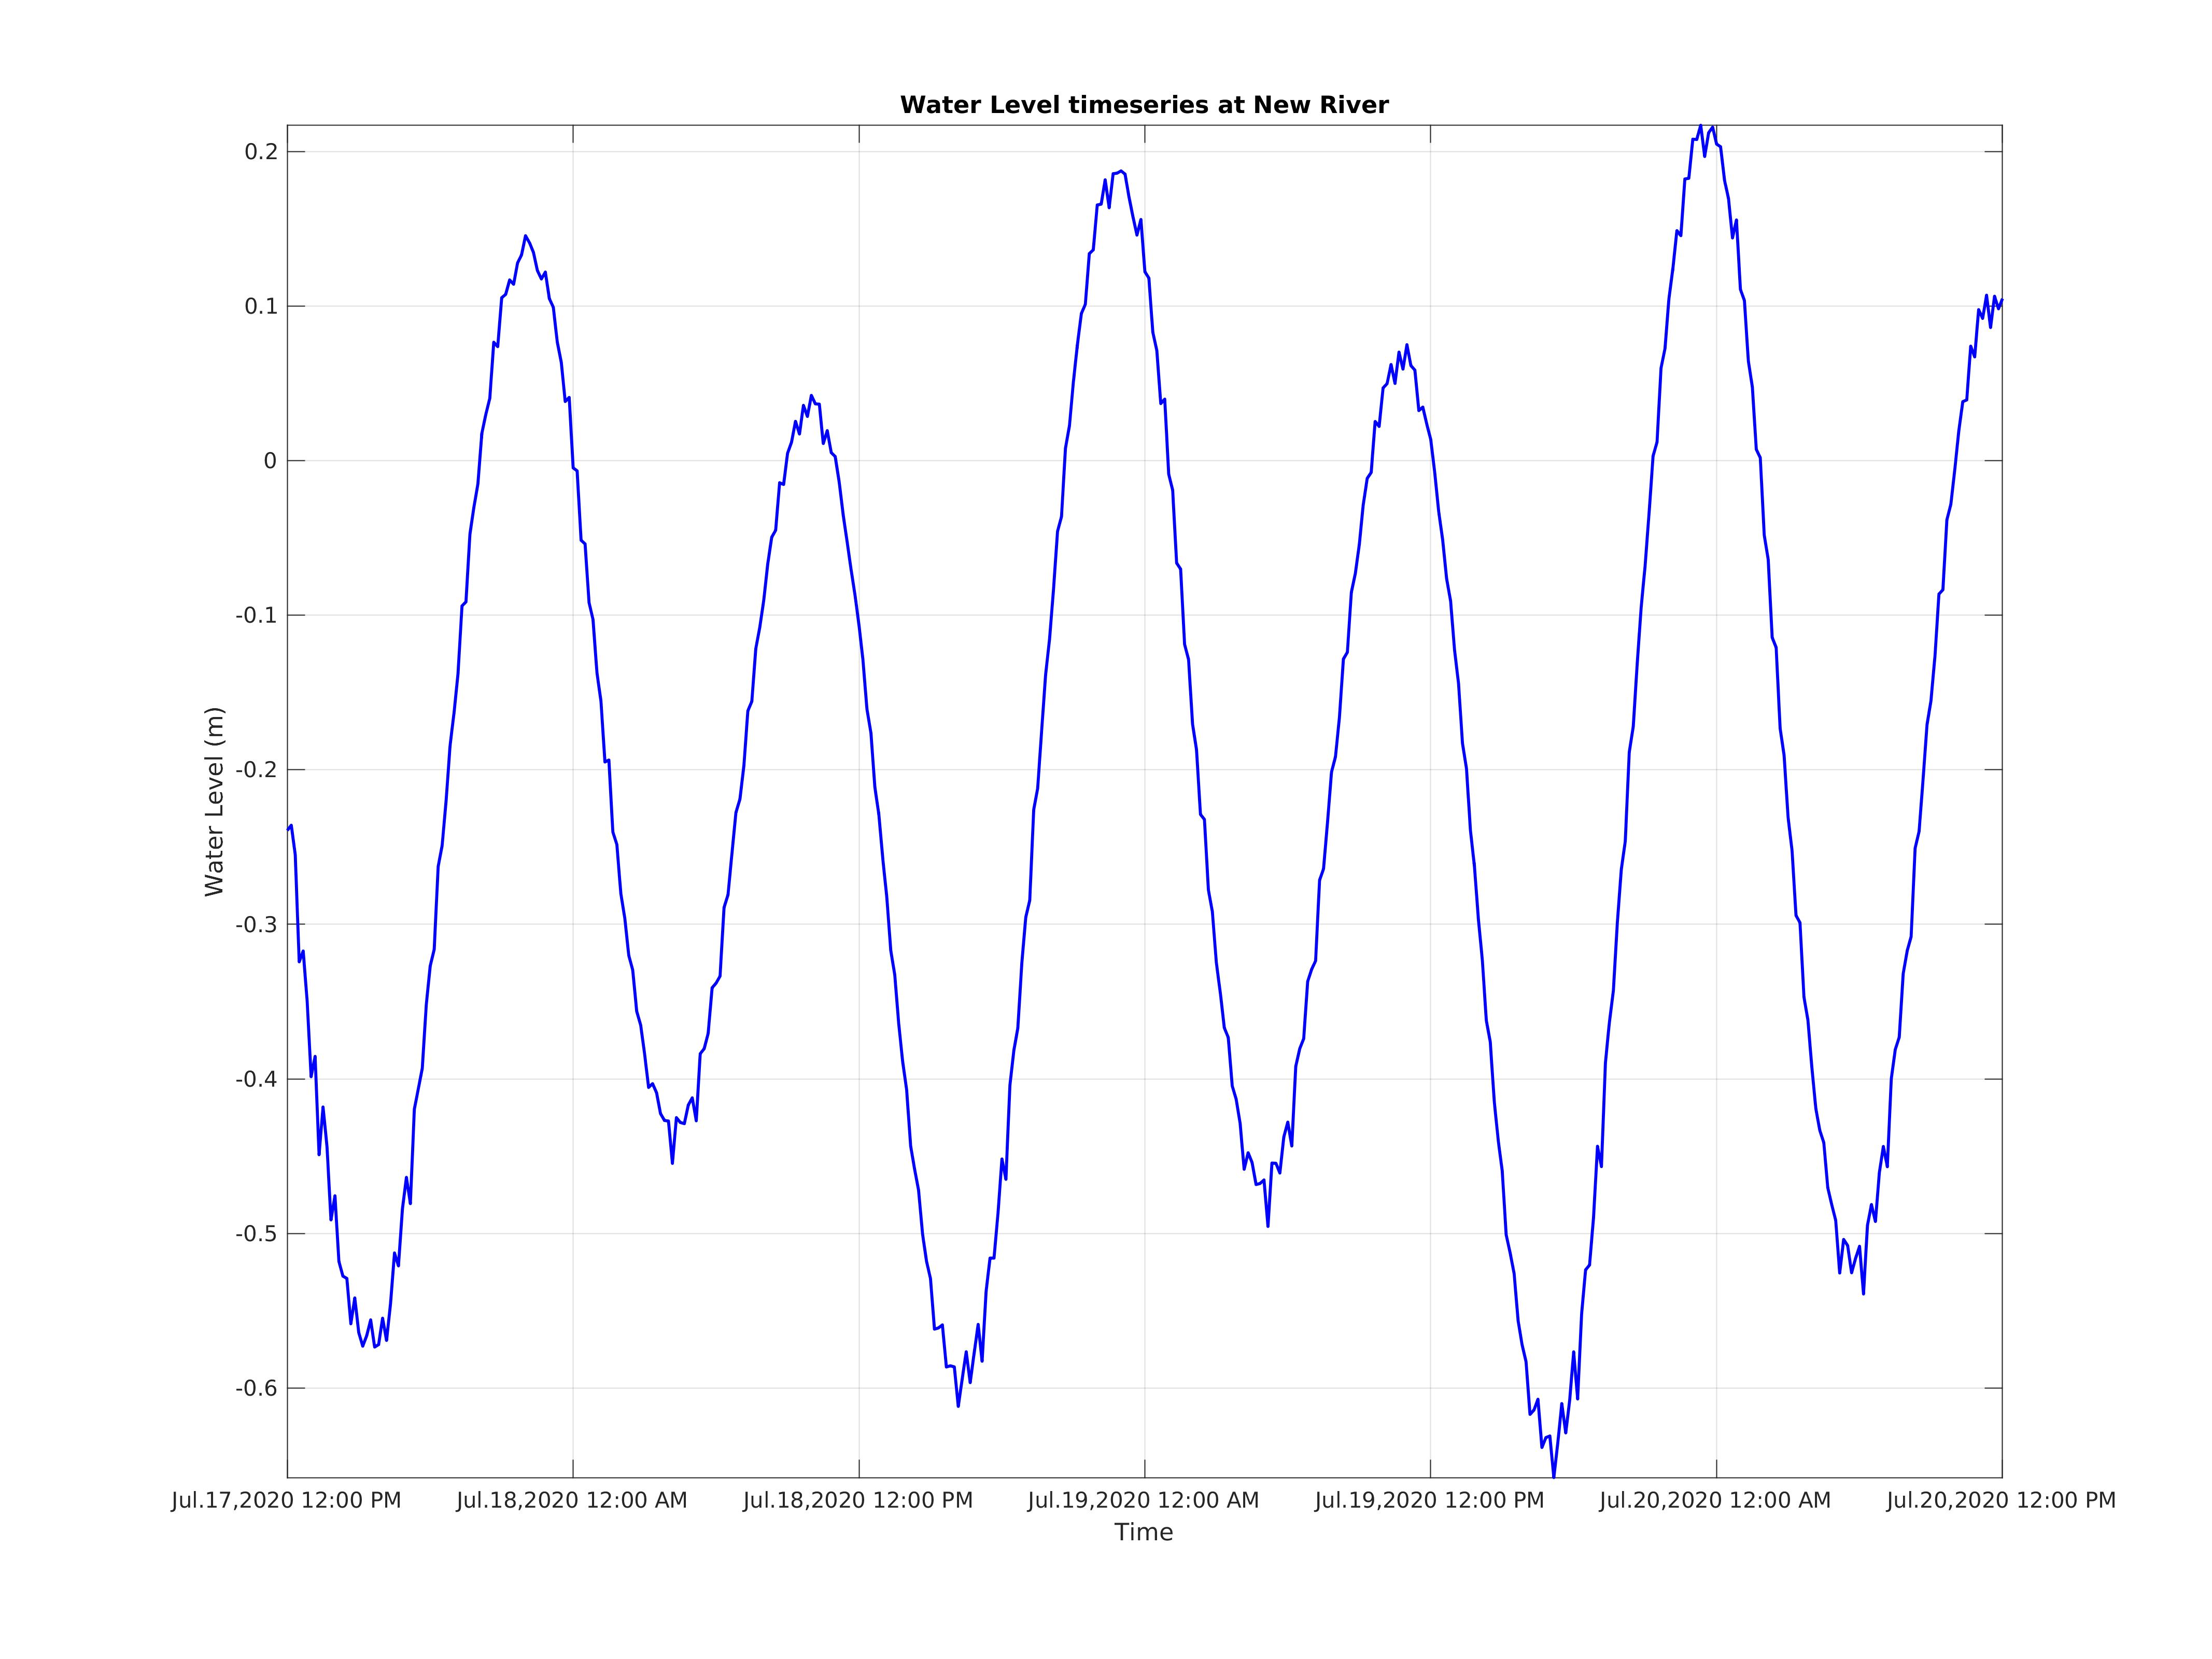 Water Level timeseries at New River
0.2
0.1
0
-0.1
-0.2
-0.3
-0.4
-0.5
-0.6
Water Level (m)
Jul.17,2020 12:00 PM
Jul.18,2020 12:00 AM
Jul.18,2020 12:00 PM
Jul.19,2020 12:00 AM
Jul.19,2020 12:00 PM
Jul.20,2020 12:00 AM
Jul.20,2020 12:00 PM
Time